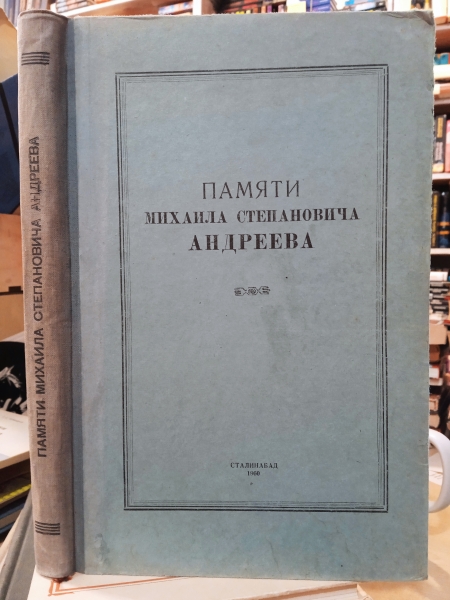 ПАМЯТИ МИХАИЛА СТЕПАНОВИЧА АНДРЕЕВА
ПАМЯТИ
МИХАИЛА СТЕПАНОВИЧА
АНДРЕЕВА
СТАЛИНАБАД
1960